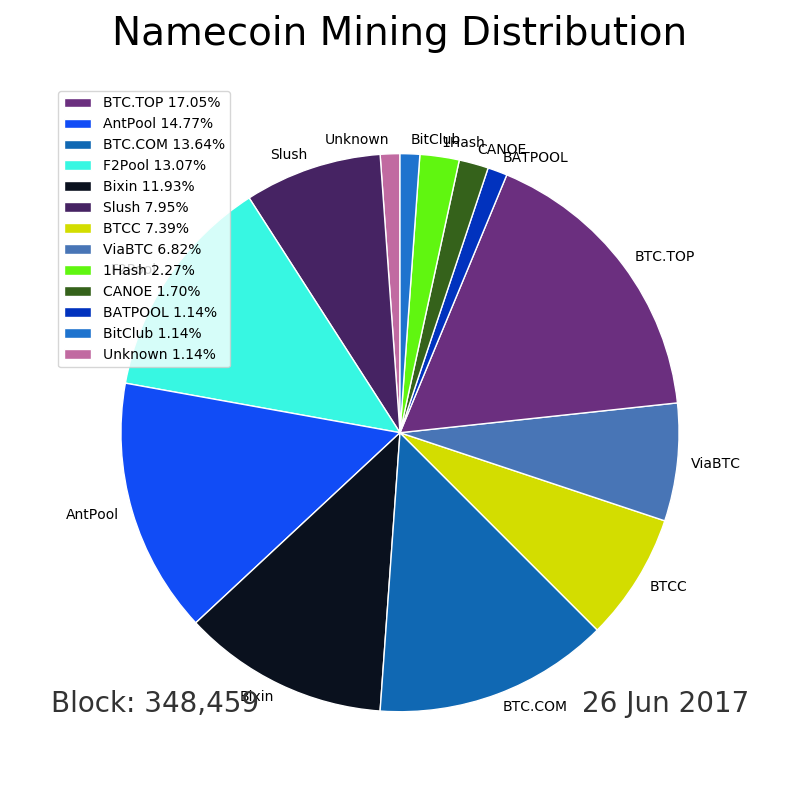 Namecoin Mining Distribution
BTC.TOP 17.05%
AntPool 14.77%
BTC.COM 13.64%
F2Pool 13.07%
Bixin 11.93%
Slush 7.95%
BTCC 7.39%
ViaBTC 6.82%
1Hash 2.27%
CANOE 1.70%
BATPOOL 1.14%
BitClub 1.14%
Unknown 1.14%
Slush
Unknown
BitClub
1Hash
CANOE
BATPOOL
BTC.TOP
ViaBTC
BTCC
BTC.COM
Bixin
AntPool
Block: 348,459
26 Jun 2017